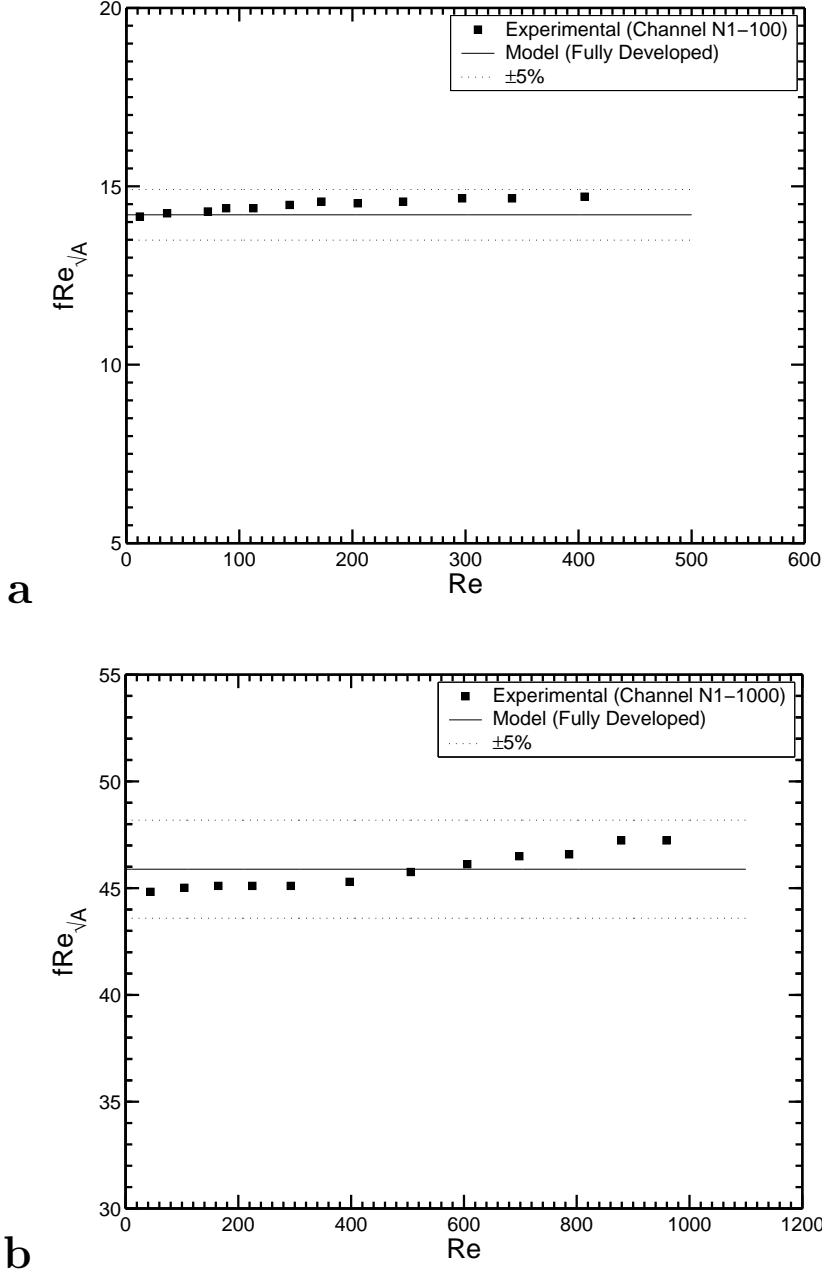 20
Experimental (Channel N1−100)
Model (Fully Developed)
±5%
15
fRe√A
10
5
0 100 200 300 400 500 600
Re
a
55
Experimental (Channel N1−1000)
Model (Fully Developed)
±5%
50
45
fRe√A
40
35
30
0 200 400 600 800 1000 1200
Re
b